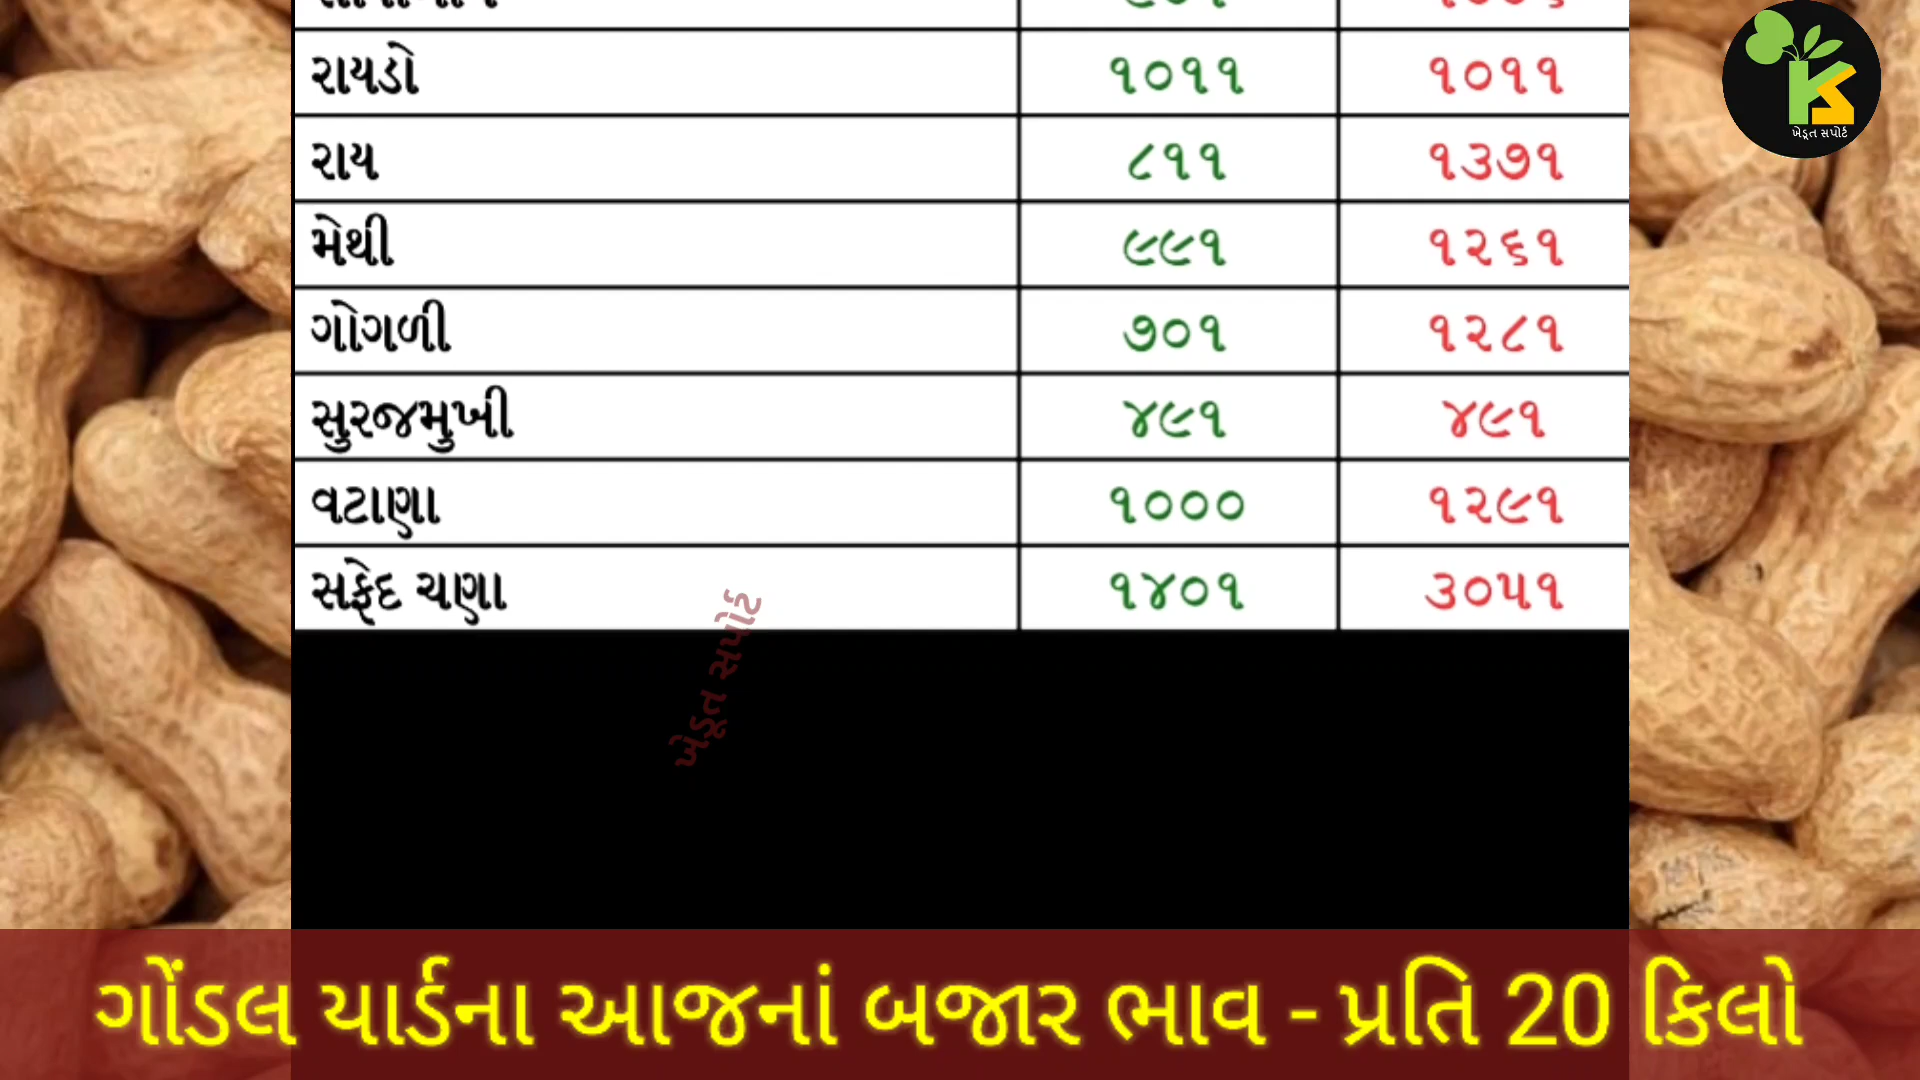 રાયડો ૧૦૧૧ ૧૦૧૧
રાય ૮૧૧ ૧૩૭૧
મેથી ૯૯૧ ૧૨૬૧
ગોગળી ૭૦૧ ૧૨૮૧
સુરજમુખી ૪૯૧ ૪૯૧
વટાણા ૧૦૦૦ ૧૨૯૧
સફેદ ચણા ૧૪૦૧ ૩૦૫૧
ખેડૂત સપોર્ટ
ખેડૂત સપોર્ટ
ગોંડલ યાર્ડના આજનાં બજાર ભાવ - પ્રતિ 20 કિલો